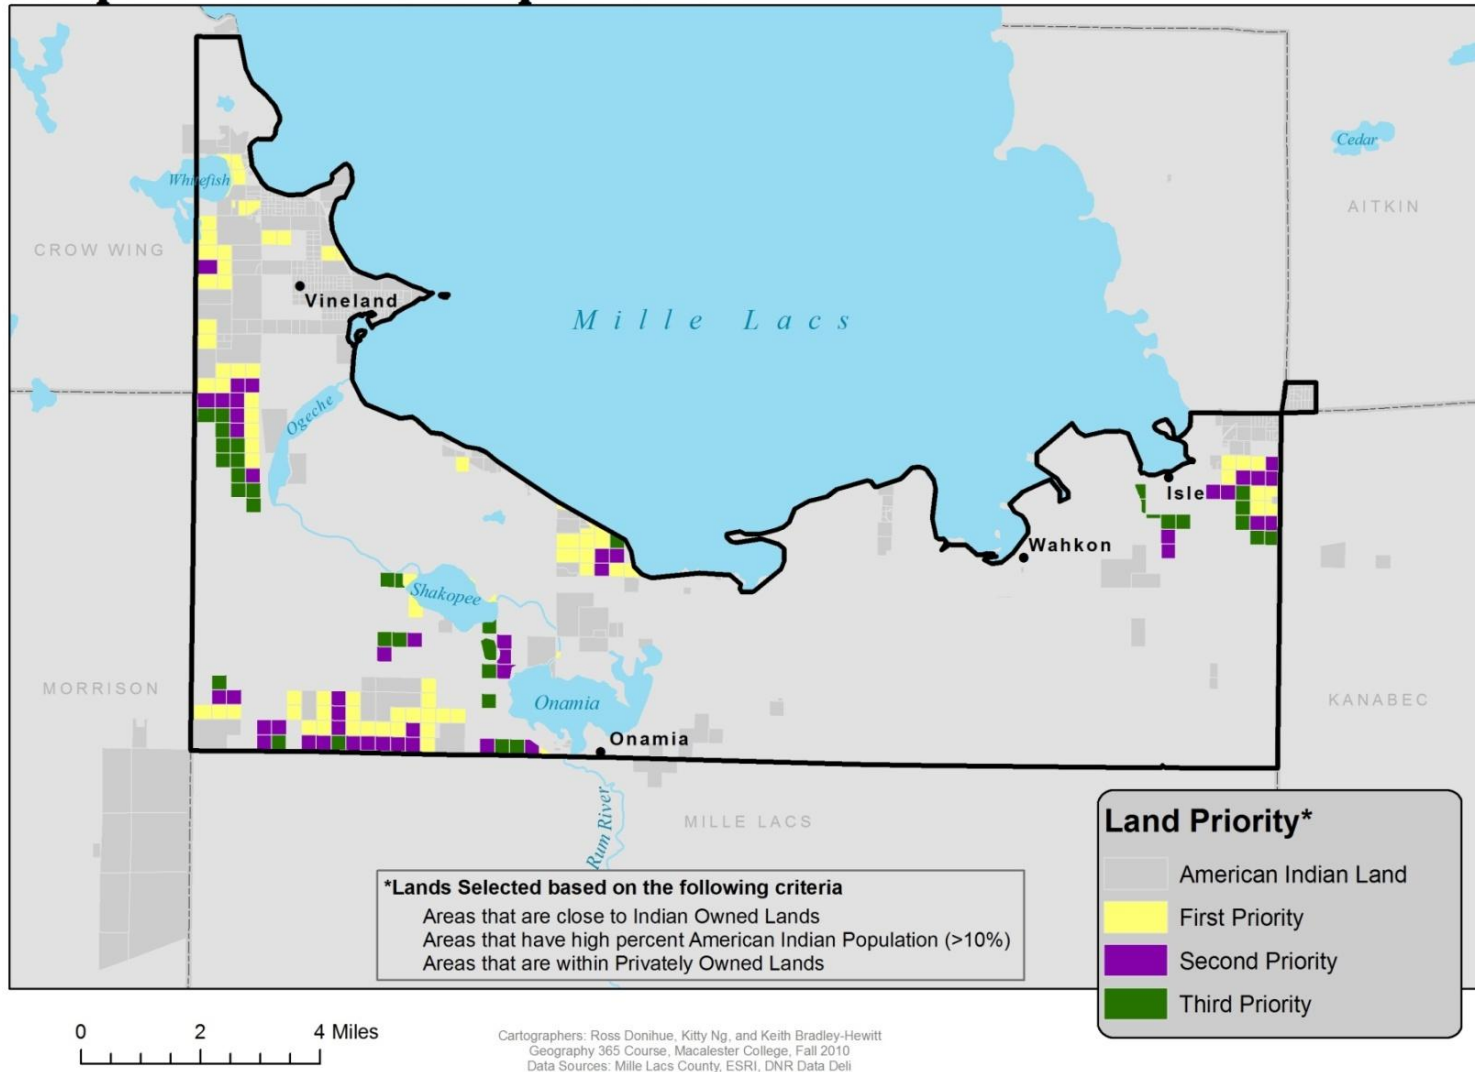 Cedar
AITKIN
Whitefish
CROW WING
Vineland
Mille Lacs
Ogeche
Isle
Wahkon
Shakopee
MORRISON
Onamia
KANABEC
Onamia
Rum River
MILLE LACS
Land Priority*
American Indian Land
First Priority
Second Priority
Third Priority
*Lands Selected based on the following criteria
Areas that are close to Indian Owned Lands
Areas that have high percent American Indian Population (>10%)
Areas that are within Privately Owned Lands
0 2 4 Miles
Cartographers: Ross Donihue, Kitty Ng, and Keith Bradley-Hewitt
Geography 365 Course, Macalester College, Fall 2010
Data Sources: Mille Lacs County, ESRI, DNR Data Deli